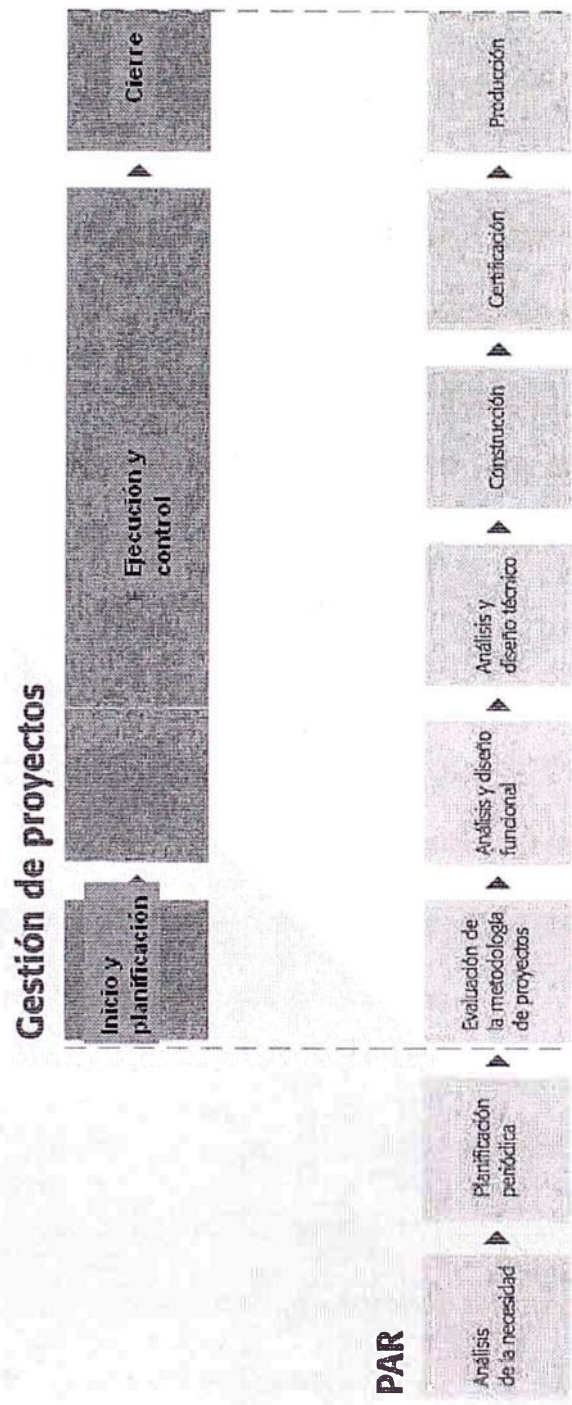 Gestión de proyectos
Inicio y
planificación
Ejecución y
control
Cierre
PAR
Análisis
de la necesidad
Planificación
periódica
Evaluación de
la metodología
de proyectos
Análisis y diseño
funcional
Análisis y
diseño técnico
Construcción
Certificación
Producción